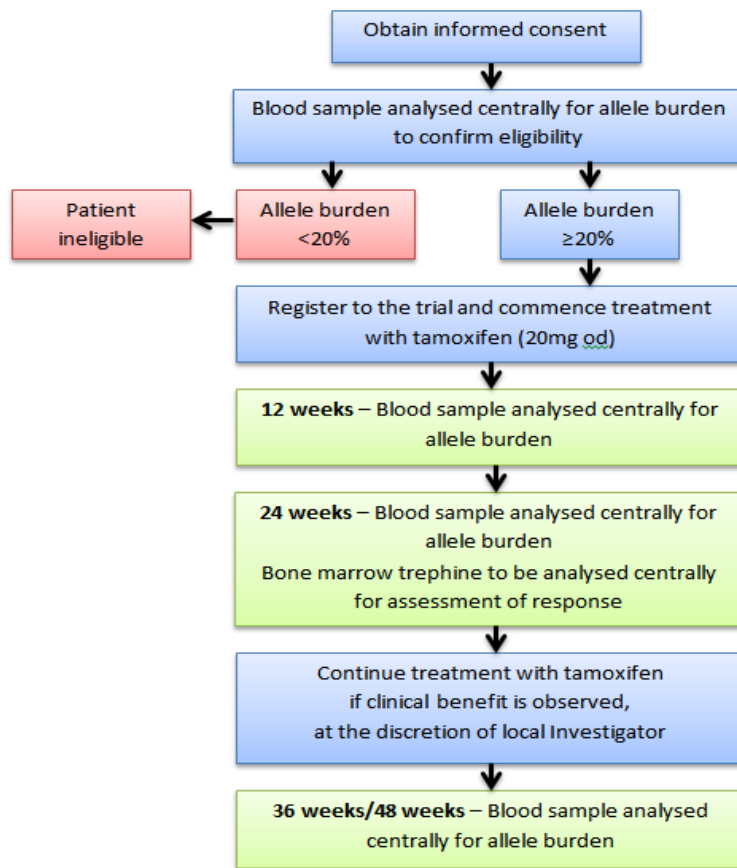 Obtain informed consent
Blood sample analysed centrally for allele burden
to confirm eligibility
Patient
ineligible
Allele burden
<20%
Allele burden
≥20%
Register to the trial and commence treatment
with tamoxifen (20mg od)
12 weeks – Blood sample analysed centrally for
allele burden
24 weeks – Blood sample analysed centrally for
allele burden
Bone marrow trephine to be analysed centrally
for assessment of response
Continue treatment with tamoxifen
if clinical benefit is observed,
at the discretion of local Investigator
36 weeks/48 weeks – Blood sample analysed
centrally for allele burden